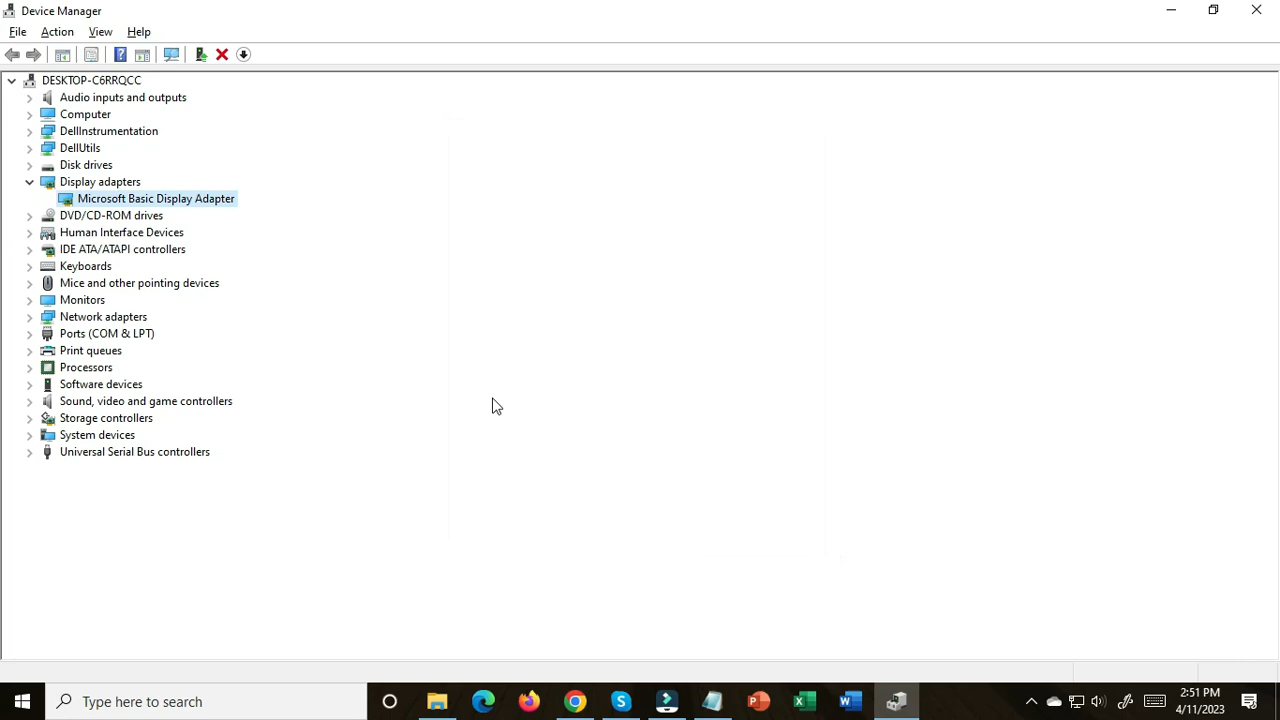 Device Manager
File Action View Help
DESKTOP-C6RRQCC
Audio inputs and outputs
Computer
DellInstrumentation
DellUtils
Disk drives
Display adapters
Microsoft Basic Display Adapter
DVD/CD-ROM drives
Human Interface Devices
IDE ATA/ATAPI controllers
Keyboards
Mice and other pointing devices
Monitors
Network adapters
Ports (COM & LPT)
Print queues
Processors
Software devices
Sound, video and game controllers
Storage controllers
System devices
Universal Serial Bus controllers
Type here to search
2:51 PM
4/11/2023